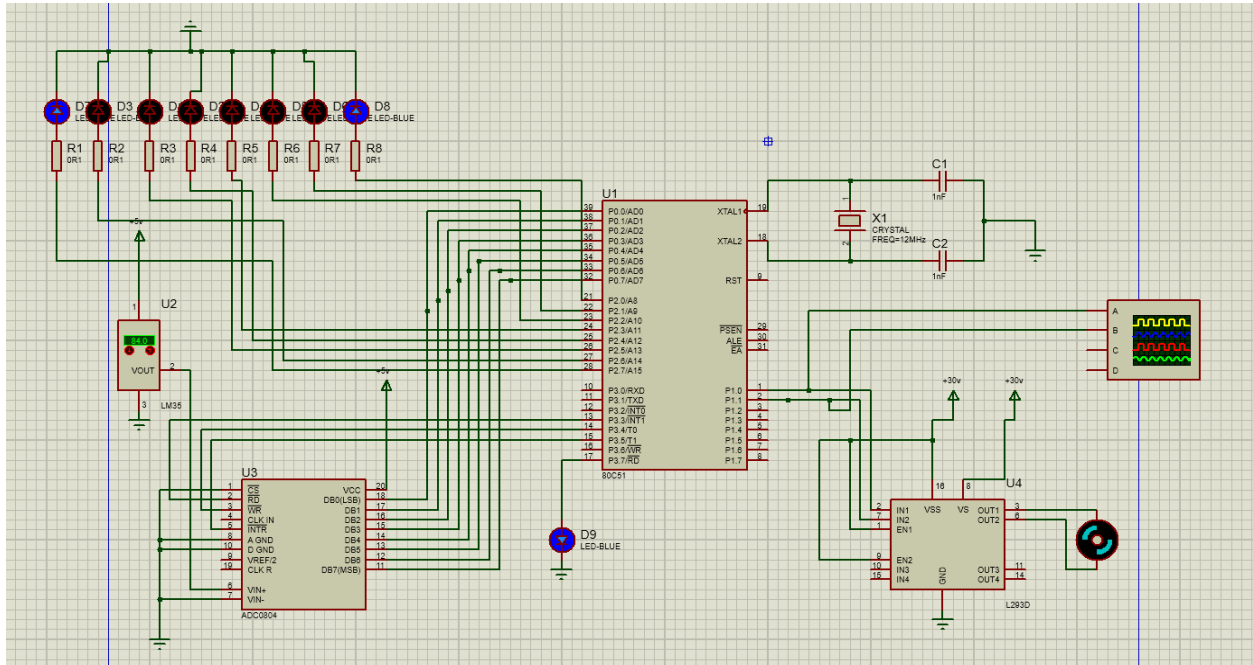 D8
LED-BLUE
D3
R1
0R1
R2
0R1
R3
0R1
R4
0R1
R5
0R1
R6
0R1
R7
0R1
R8
0R1
+5v
U2
1
84.0
VOUT
2
3
LM35
U1
39
P0.0/AD0
38
P0.1/AD1
37
P0.2/AD2
36
P0.3/AD3
35
P0.4/AD4
34
P0.5/AD5
33
P0.6/AD6
32
P0.7/AD7
21
P2.0/A8
22
P2.1/A9
23
P2.2/A10
24
P2.3/A11
25
P2.4/A12
26
P2.5/A13
27
P2.6/A14
28
P2.7/A15
10
P3.0/RXD
11
P3.1/TXD
12
P3.2/INT0
13
P3.3/INT1
14
P3.4/T0
15
P3.5/T1
16
P3.6/WR
17
P3.7/RD
XTAL1
19
XTAL2
18
RST
9
PSEN
29
ALE
30
EA
31
P1.0
1
P1.1
2
P1.2
3
P1.3
4
P1.4
5
P1.5
6
P1.6
7
P1.7
8
80C51
C1
1nF
X1
CRYSTAL
FREQ=12MHz
1
2
C2
1nF
A
B
C
D
+5v
U3
1
CS
2
RD
3
WR
4
CLK IN
5
INTR
8
A GND
10
D GND
9
VREF/2
19
CLK R
6
VIN+
7
VIN-
VCC
20
DB0(LSB)
18
DB1
17
DB2
16
DB3
15
DB4
14
DB5
13
DB6
12
DB7(MSB)
11
ADC0804
D9
LED-BLUE
+30v
+30v
U4
16
8
VSS
VS
2
IN1
7
IN2
1
EN1
9
EN2
10
IN3
15
IN4
OUT1
3
OUT2
6
OUT3
11
OUT4
14
GND
L293D